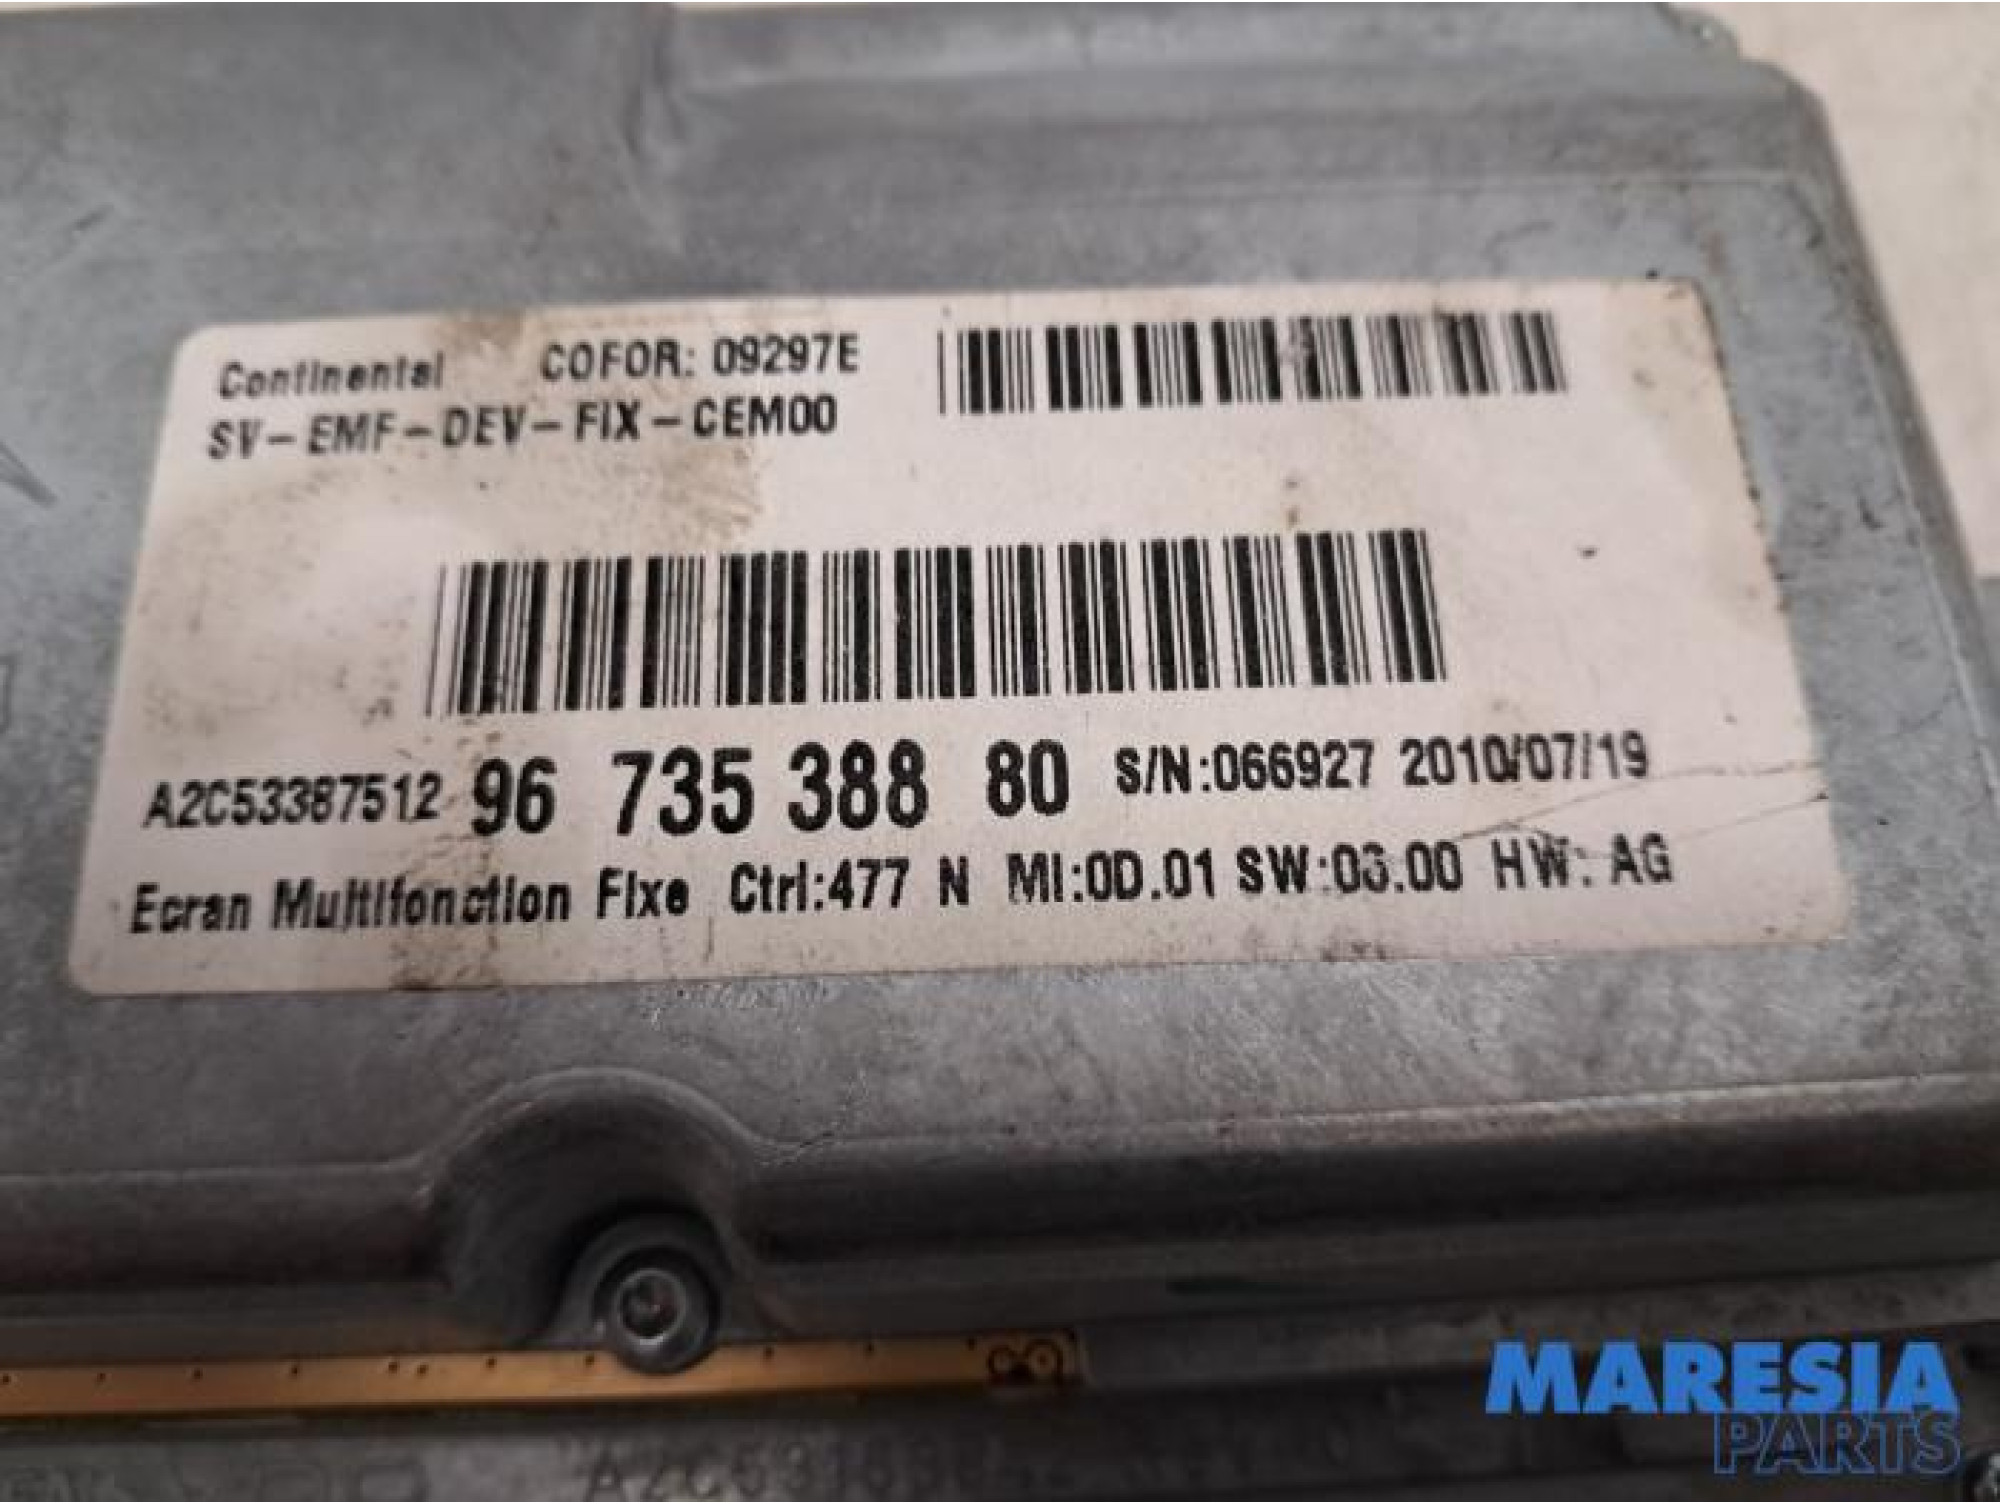 Continental COFOR: 09297E
SV-EMF-DEV-FIX-CEM00
A2C53387512 96 735 388 80 S/N:066927 2010/07/19
Ecran Multifonction Fixe Ctrl:477 N MI:0D.01 SW:03.00 HW: AG
MARESIA
PARTS